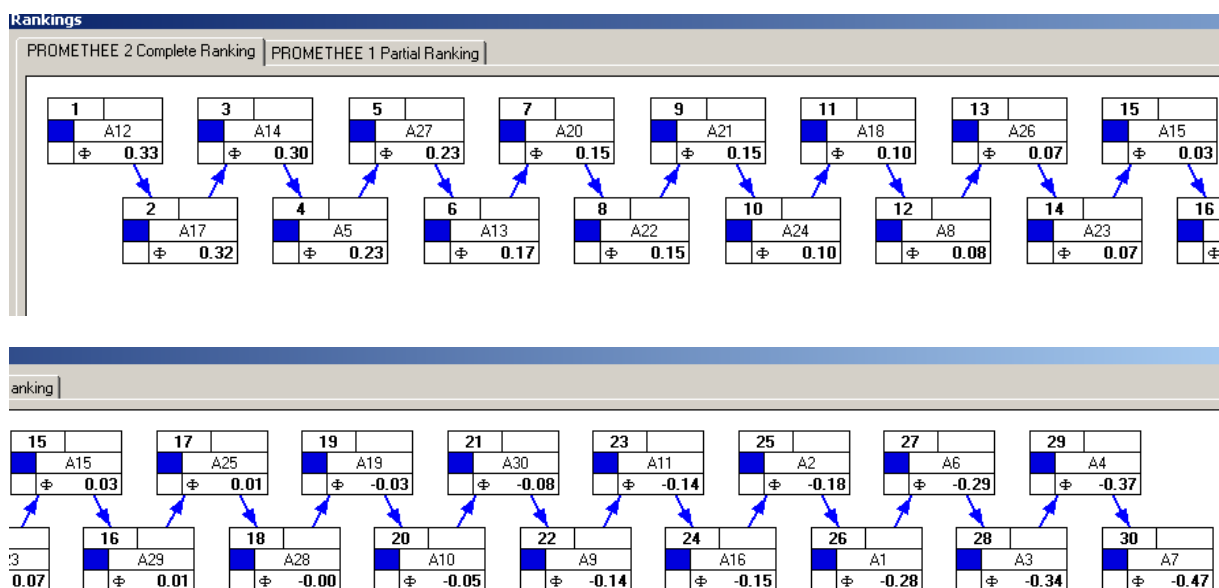 Rankings
PROMETHEE 2 Complete Ranking PROMETHEE 1 Partial Ranking
1 3 5 7 9 11 13 15
A12 A14 A27 A20 A21 A18 A26 A15
Φ 0.33 Φ 0.30 Φ 0.23 Φ 0.15 Φ 0.15 Φ 0.10 Φ 0.07 Φ 0.03
2 4 6 8 10 12 14 16
A17 A5 A13 A22 A24 A8 A23
Φ 0.32 Φ 0.23 Φ 0.17 Φ 0.15 Φ 0.10 Φ 0.08 Φ 0.07 Φ
anking
15 17 19 21 23 25 27 29
A15 A25 A19 A30 A11 A2 A6 A4
Φ 0.03 Φ 0.01 Φ -0.03 Φ -0.08 Φ -0.14 Φ -0.18 Φ -0.29 Φ -0.37
16 18 20 22 24 26 28 30
3 A29 A28 A10 A9 A16 A1 A3 A7
0.07 Φ 0.01 Φ -0.00 Φ -0.05 Φ -0.14 Φ -0.15 Φ -0.28 Φ -0.34 Φ -0.47